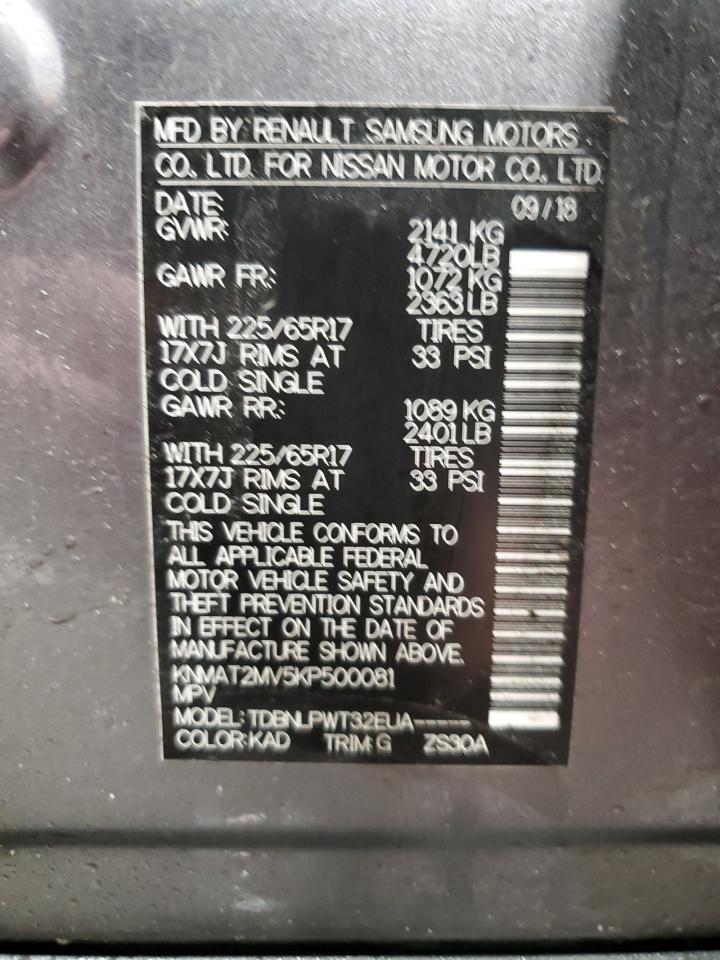 MFD BY RENAULT SAMSUNG MOTORS
CO., LTD. FOR NISSAN MOTOR CO., LTD.
DATE: 09/18
GVWR: 2141 KG
4720LB
GAWR FR.: 1072 KG
2363 LB
WITH 225/65R17 TIRES
17X7J RIMS AT 33 PSI
COLD SINGLE
GAWR RR.: 1089 KG
2401 LB
WITH 225/65R17 TIRES
17X7J RIMS AT 33 PSI
COLD SINGLE
THIS VEHICLE CONFORMS TO
ALL APPLICABLE FEDERAL
MOTOR VEHICLE SAFETY AND
THEFT PREVENTION STANDARDS
IN EFFECT ON THE DATE OF
MANUFACTURE SHOWN ABOVE.
KNMAT2MV5KP500081
MPV
MODEL: TDBNLPWT32EUA-----
COLOR:KAD TRIM:G ZS30A